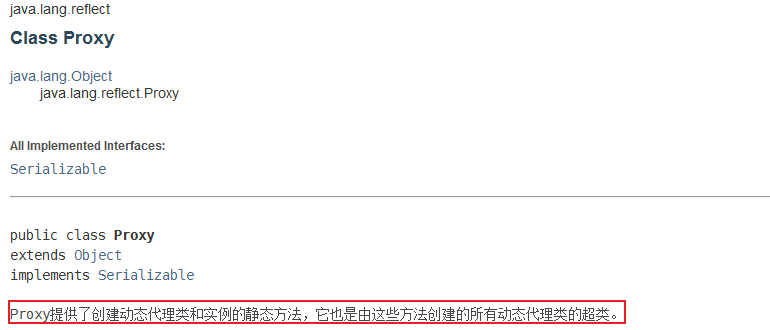 java.lang.reflect
Class Proxy
java.lang.Object
java.lang.reflect.Proxy
All Implemented Interfaces:
Serializable
public class Proxy
extends Object
implements Serializable
Proxy提供了创建动态代理类和实例的静态方法，它也是由这些方法创建的所有动态代理类的超类。